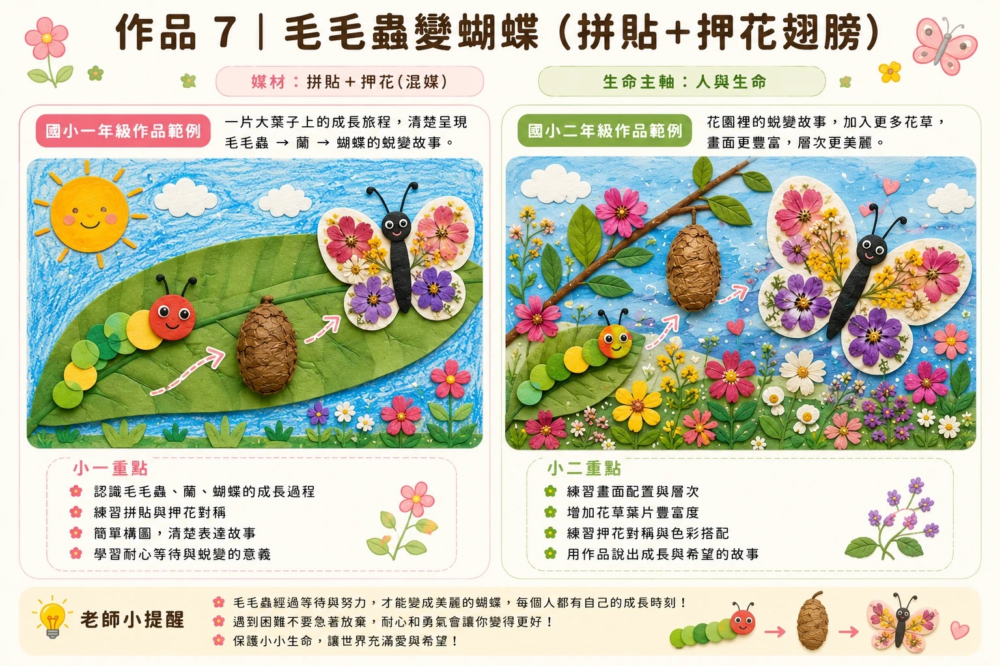 作品 7｜毛毛蟲變蝴蝶（拼貼+押花翅膀）
媒材：拼貼＋押花(混媒)
生命主軸：人與生命
國小一年級作品範例
一片大葉子上的成長旅程，清楚呈現
毛毛蟲 → 蘭 → 蝴蝶的蛻變故事。
國小二年級作品範例
花園裡的蛻變故事，加入更多花草，
畫面更豐富，層次更美麗。
小一重點
認識毛毛蟲、蘭、蝴蝶的成長過程
練習拼貼與押花對稱
簡單構圖，清楚表達故事
學習耐心等待與蛻變的意義
小二重點
練習畫面配置與層次
增加花草葉片豐富度
練習押花對稱與色彩搭配
用作品說出成長與希望的故事
老師小提醒
毛毛蟲經過等待與努力，才能變成美麗的蝴蝶，每個人都有自己的成長時刻！
遇到困難不要急著放棄，耐心和勇氣會讓你變得更好！
保護小小生命，讓世界充滿愛與希望！